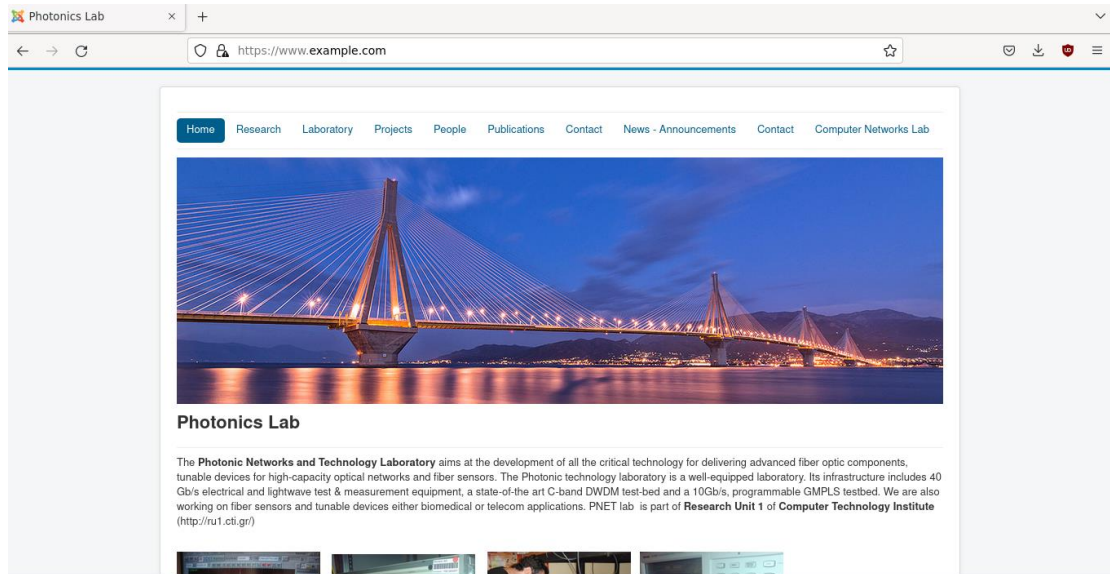 Photonics Lab
https://www.example.com
Home Research Laboratory Projects People Publications Contact News - Announcements Contact Computer Networks Lab
Photonics Lab
The Photonic Networks and Technology Laboratory aims at the development of all the critical technology for delivering advanced fiber optic components,
tunable devices for high-capacity optical networks and fiber sensors. The Photonic technology laboratory is a well-equipped laboratory. Its infrastructure includes 40
Gb/s electrical and lightwave test & measurement equipment, a state-of-the art C-band DWDM test-bed and a 10Gb/s, programmable GMPLS testbed. We are also
working on fiber sensors and tunable devices either biomedical or telecom applications. PNET lab is part of Research Unit 1 of Computer Technology Institute
(http://ru1.cti.gr/)